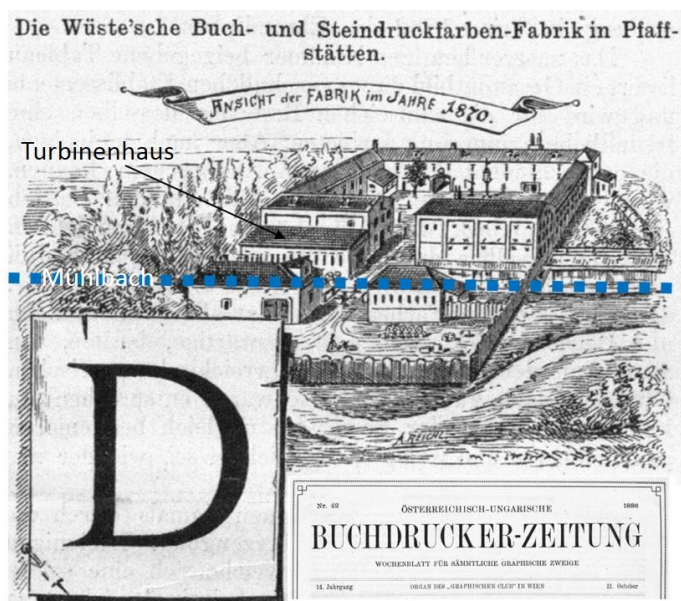 Die Wüste'sche Buch- und Steindruckfarben-Fabrik in Pfaff-
stätten.
ANSICHT der FABRIK im JAHRE 1870.
Turbinenhaus
Mühlbach
A. REICHL
D
Nr. 42
ÖSTERREICHISCH-UNGARISCHE
1886
BUCHDRUCKER-ZEITUNG
WOCHENBLATT FÜR SÄMMTLICHE GRAPHISCHE ZWEIGE
14. Jahrgang
ORGAN DES „GRAPHISCHEN CLUB" IN WIEN
21. October